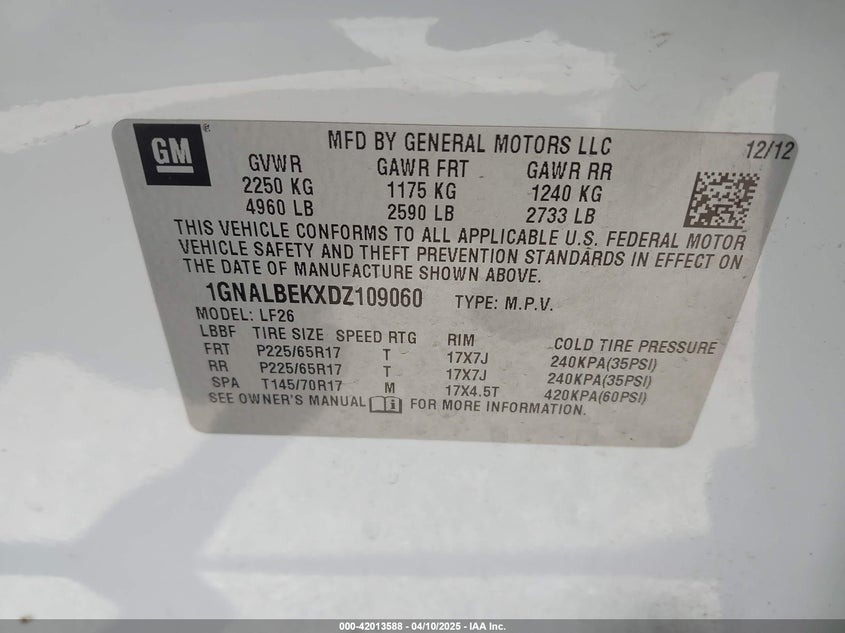 GM ®
MFD BY GENERAL MOTORS LLC 12/12
GVWR GAWR FRT GAWR RR
2250 KG 1175 KG 1240 KG
4960 LB 2590 LB 2733 LB
THIS VEHICLE CONFORMS TO ALL APPLICABLE U.S. FEDERAL MOTOR
VEHICLE SAFETY AND THEFT PREVENTION STANDARDS IN EFFECT ON
THE DATE OF MANUFACTURE SHOWN ABOVE.
1GNALBEKXDZ109060 TYPE: M.P.V.
MODEL: LF26
LBBF TIRE SIZE SPEED RTG RIM COLD TIRE PRESSURE
FRT P225/65R17 T 17X7J 240KPA(35PSI)
RR P225/65R17 T 17X7J 240KPA(35PSI)
SPA T145/70R17 M 17X4.5T 420KPA(60PSI)
SEE OWNER'S MANUAL FOR MORE INFORMATION.
000-42013588 - 04/10/2025 - IAA Inc.